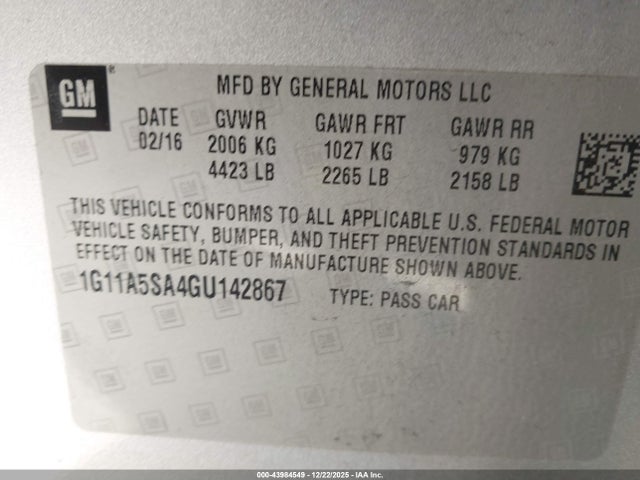 GM ®
MFD BY GENERAL MOTORS LLC
DATE GVWR GAWR FRT GAWR RR
02/16 2006 KG 1027 KG 979 KG
4423 LB 2265 LB 2158 LB
THIS VEHICLE CONFORMS TO ALL APPLICABLE U.S. FEDERAL MOTOR
VEHICLE SAFETY, BUMPER, AND THEFT PREVENTION STANDARDS IN
EFFECT ON THE DATE OF MANUFACTURE SHOWN ABOVE.
1G11A5SA4GU142867 TYPE: PASS CAR
000-43984549 - 12/22/2025 - IAA Inc.